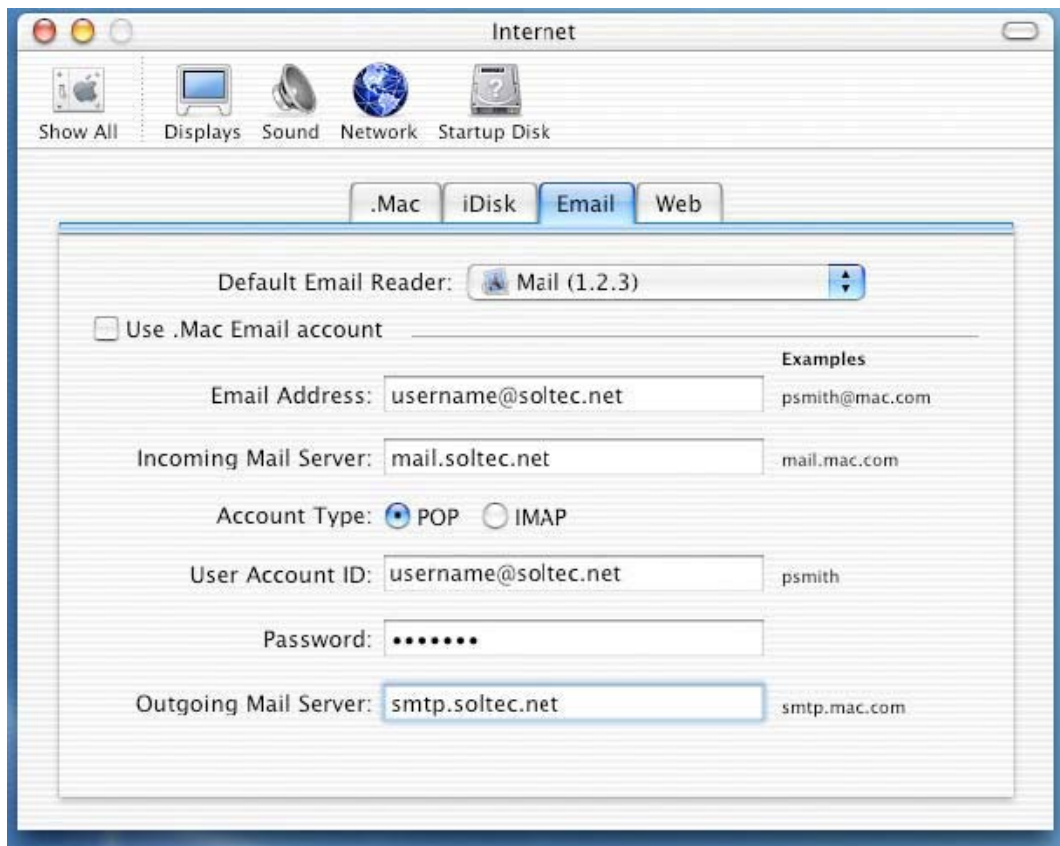 Internet
Show All Displays Sound Network Startup Disk
.Mac iDisk Email Web
Default Email Reader: Mail (1.2.3)
Use .Mac Email account
Examples
Email Address: username@soltec.net psmith@mac.com
Incoming Mail Server: mail.soltec.net mail.mac.com
Account Type: POP IMAP
User Account ID: username@soltec.net psmith
Password: •••••••
Outgoing Mail Server: smtp.soltec.net smtp.mac.com